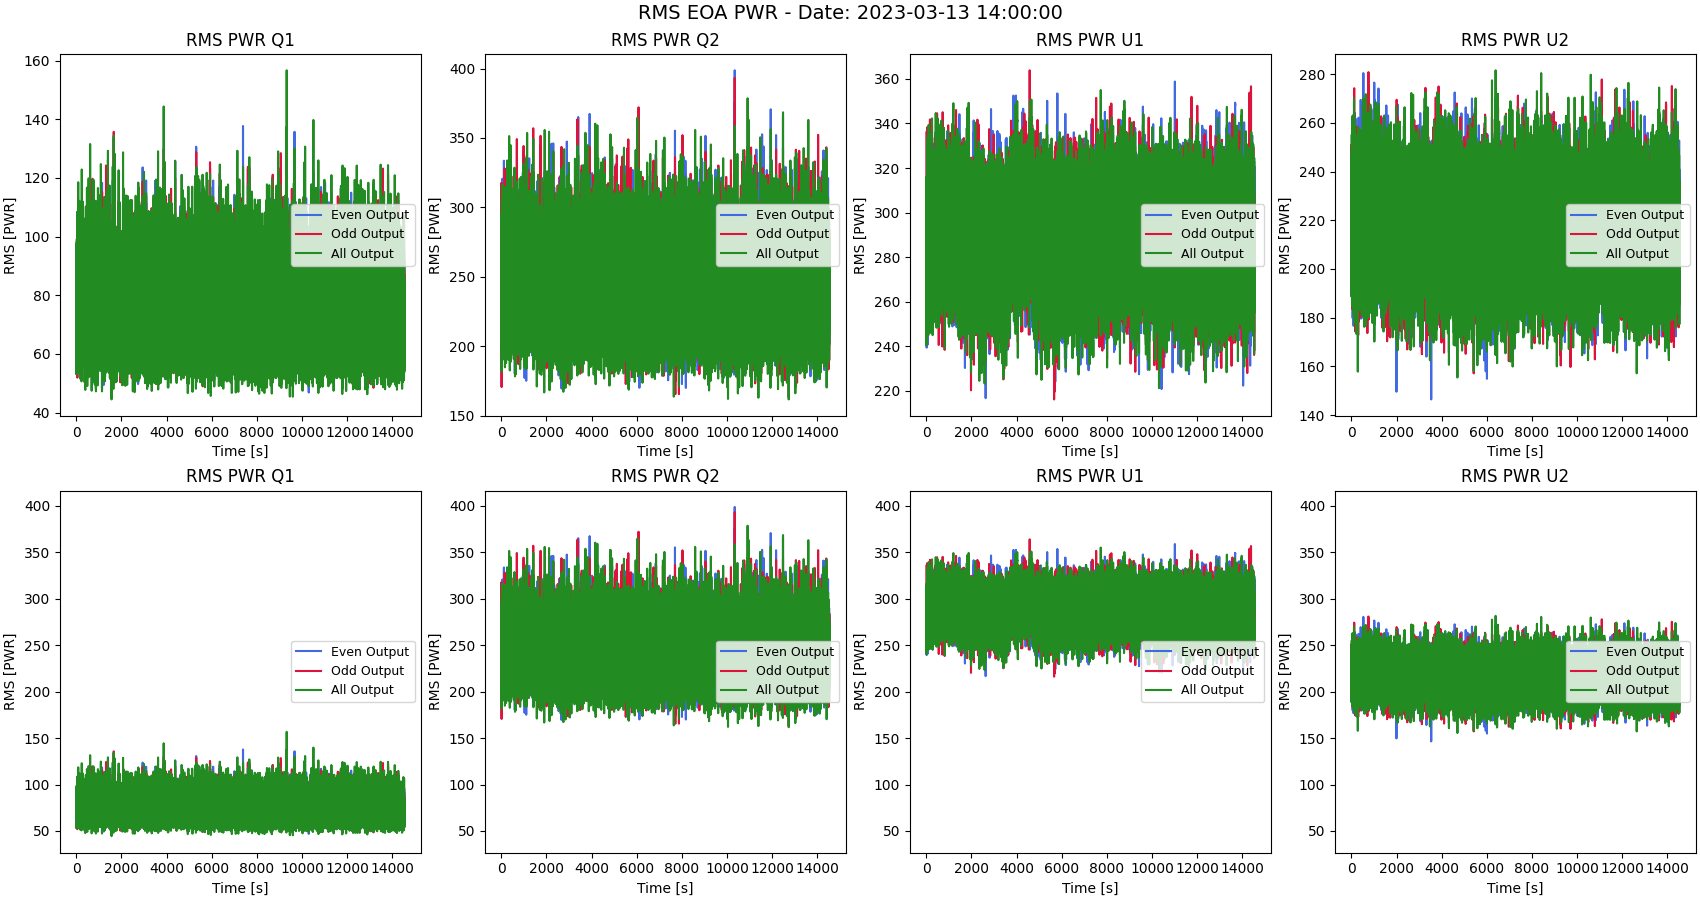 RMS EOA PWR - Date: 2023-03-13 14:00:00
RMS PWR Q1
RMS [PWR]
160
140
120
100
80
60
40
0 2000 4000 6000 8000 10000 12000 14000
Time [s]
Even Output
Odd Output
All Output
RMS PWR Q2
RMS [PWR]
400
350
300
250
200
150
0 2000 4000 6000 8000 10000 12000 14000
Time [s]
Even Output
Odd Output
All Output
RMS PWR U1
RMS [PWR]
360
340
320
300
280
260
240
220
0 2000 4000 6000 8000 10000 12000 14000
Time [s]
Even Output
Odd Output
All Output
RMS PWR U2
RMS [PWR]
280
260
240
220
200
180
160
140
0 2000 4000 6000 8000 10000 12000 14000
Time [s]
Even Output
Odd Output
All Output
RMS PWR Q1
RMS [PWR]
400
350
300
250
200
150
100
50
0 2000 4000 6000 8000 10000 12000 14000
Time [s]
Even Output
Odd Output
All Output
RMS PWR Q2
RMS [PWR]
400
350
300
250
200
150
100
50
0 2000 4000 6000 8000 10000 12000 14000
Time [s]
Even Output
Odd Output
All Output
RMS PWR U1
RMS [PWR]
400
350
300
250
200
150
100
50
0 2000 4000 6000 8000 10000 12000 14000
Time [s]
Even Output
Odd Output
All Output
RMS PWR U2
RMS [PWR]
400
350
300
250
200
150
100
50
0 2000 4000 6000 8000 10000 12000 14000
Time [s]
Even Output
Odd Output
All Output